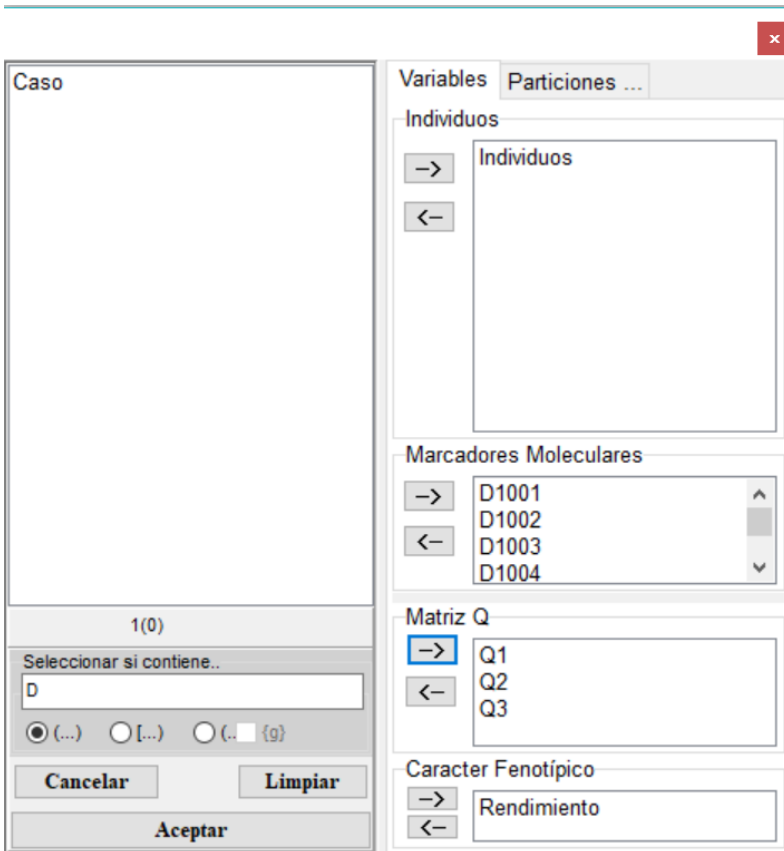 x
Caso
1(0)
Seleccionar si contiene..
D
(...) [...) (.. {g}
Cancelar Limpiar
Aceptar
Variables Particiones ...
Individuos
–> Individuos
<–
Marcadores Moleculares
–> D1001
D1002
<– D1003
D1004
Matriz Q
–> Q1
<– Q2
Q3
Caracter Fenotípico
–> Rendimiento
<–